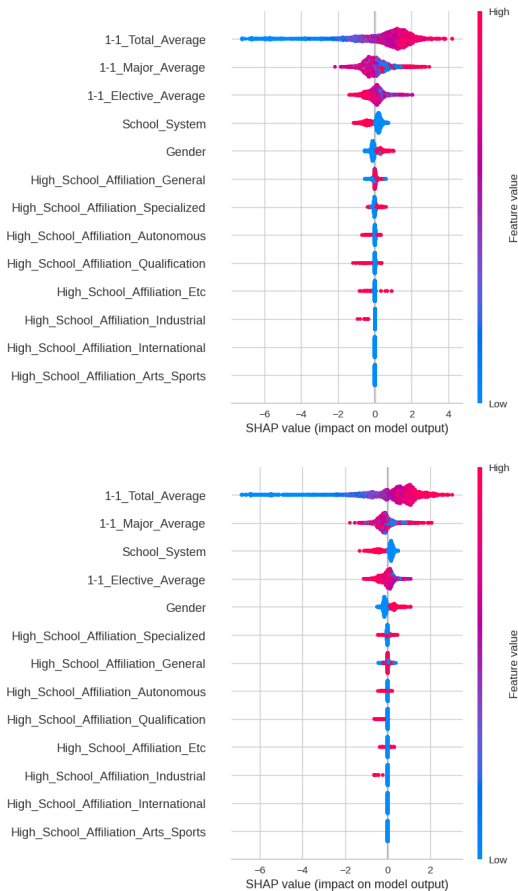 High
1-1_Total_Average
1-1_Major_Average
1-1_Elective_Average
School_System
Gender
High_School_Affiliation_General
High_School_Affiliation_Specialized
High_School_Affiliation_Autonomous
High_School_Affiliation_Qualification
High_School_Affiliation_Etc
High_School_Affiliation_Industrial
High_School_Affiliation_International
High_School_Affiliation_Arts_Sports
Feature value
Low
−6 −4 −2 0 2 4
SHAP value (impact on model output)
High
1-1_Total_Average
1-1_Major_Average
School_System
1-1_Elective_Average
Gender
High_School_Affiliation_Specialized
High_School_Affiliation_General
High_School_Affiliation_Autonomous
High_School_Affiliation_Qualification
High_School_Affiliation_Etc
High_School_Affiliation_Industrial
High_School_Affiliation_International
High_School_Affiliation_Arts_Sports
Feature value
Low
−6 −4 −2 0 2
SHAP value (impact on model output)